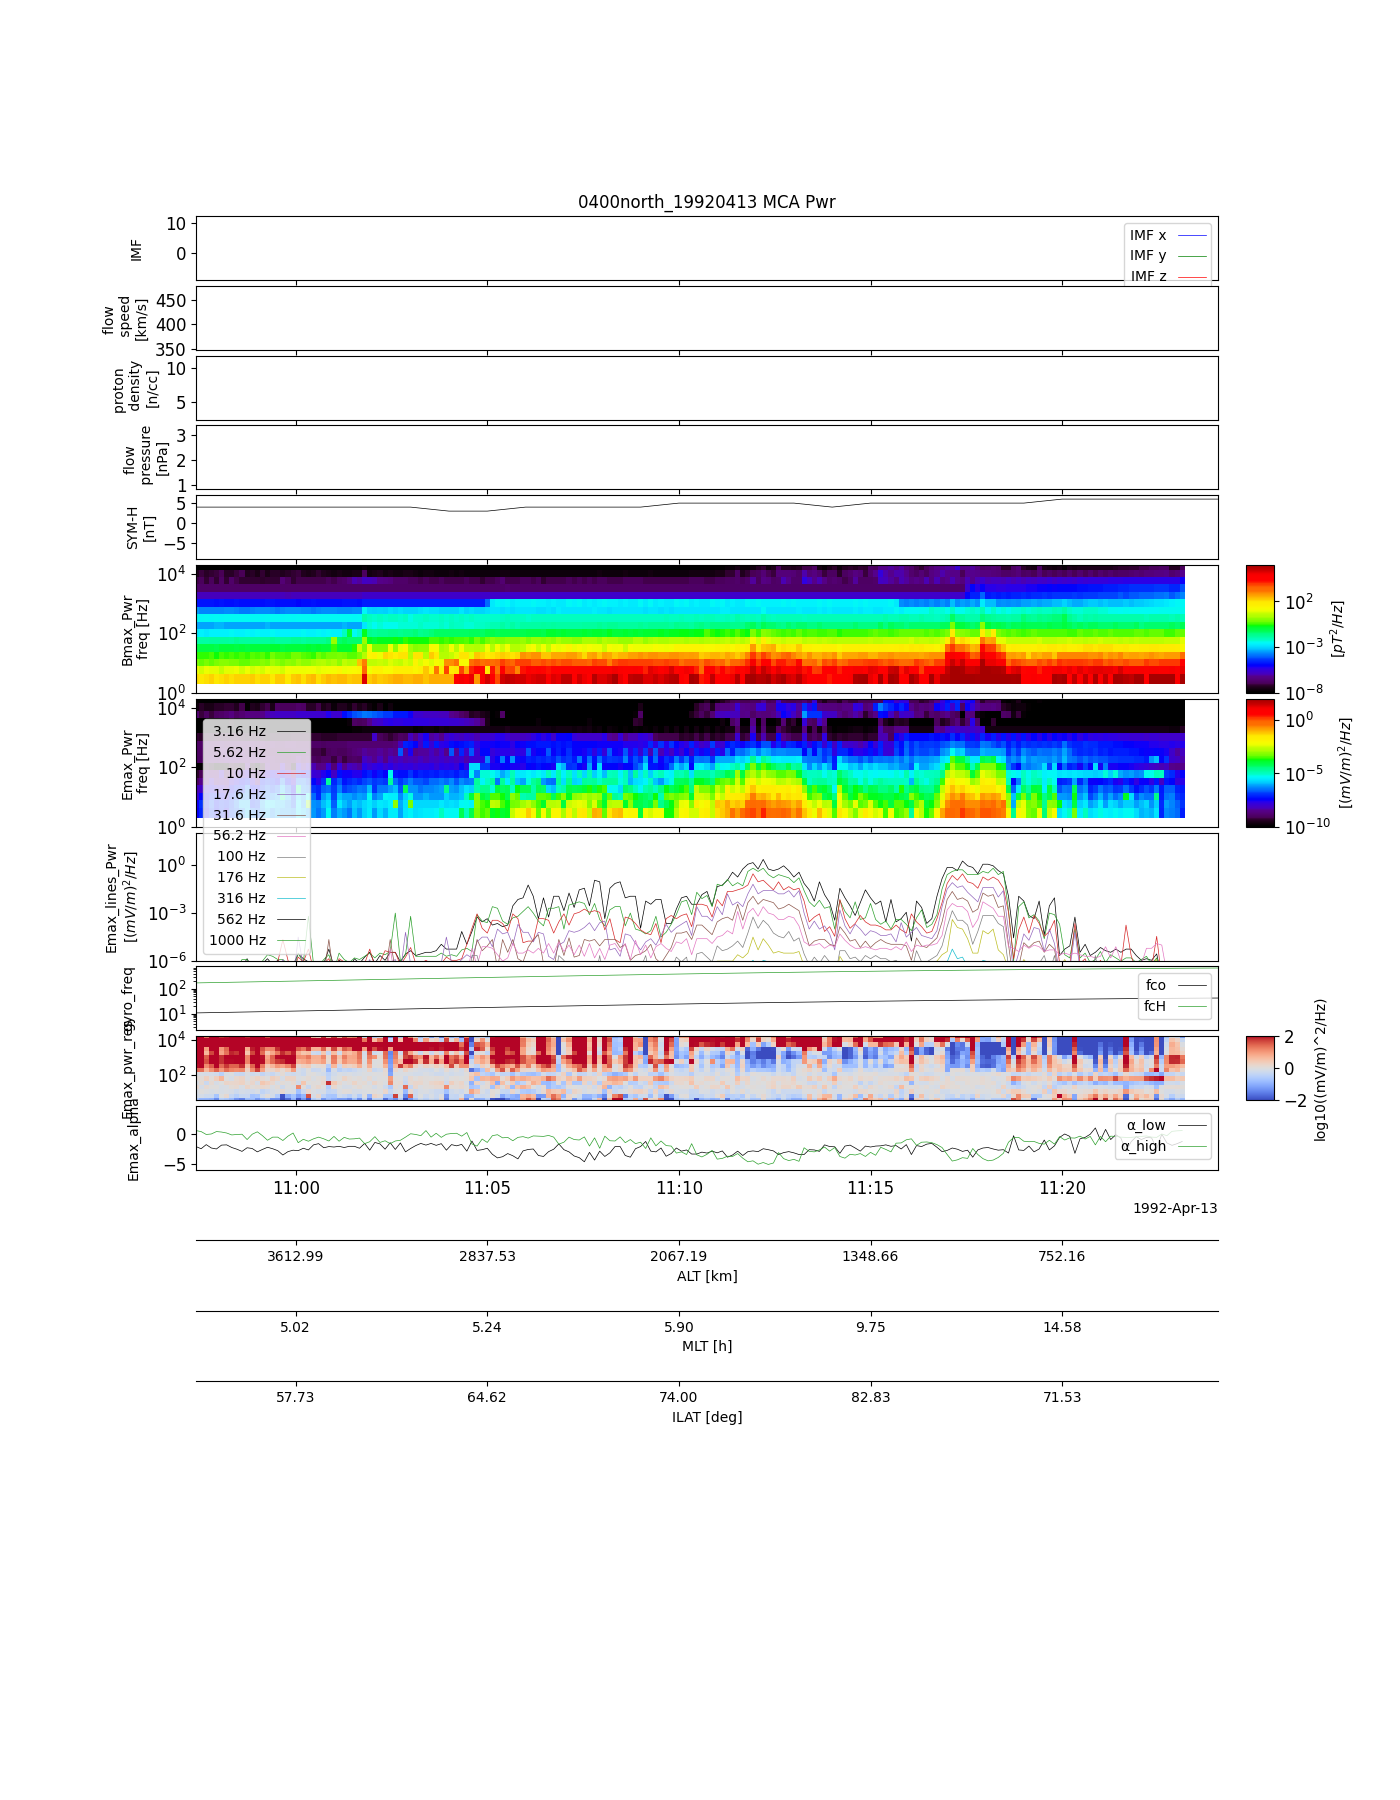 0400north_19920413 MCA Pwr
IMF
10
0
IMF x
IMF y
IMF z
flow
speed
[km/s]
450
400
350
proton
density
[n/cc]
10
5
flow
pressure
[nPa]
3
2
1
SYM-H
[nT]
5
0
−5
Bmax_Pwr
freq [Hz]
10^4
10^2
10^0
10^2
10^−3
10^−8
[pT^2/Hz]
Emax_Pwr
freq [Hz]
10^4
10^2
10^0
10^0
10^−5
10^−10
[(mV/m)^2/Hz]
3.16 Hz
5.62 Hz
10 Hz
17.6 Hz
31.6 Hz
56.2 Hz
100 Hz
176 Hz
316 Hz
562 Hz
1000 Hz
Emax_lines_Pwr
[(mV/m)^2/Hz]
10^0
10^−3
10^−6
gyro_freq
10^2
10^1
fco
fcH
Emax_pwr_res
10^4
10^2
2
0
−2
log10((mV/m)^2/Hz)
Emax_alpha
0
−5
α_low
α_high
11:00 11:05 11:10 11:15 11:20
1992-Apr-13
3612.99 2837.53 2067.19 1348.66 752.16
ALT [km]
5.02 5.24 5.90 9.75 14.58
MLT [h]
57.73 64.62 74.00 82.83 71.53
ILAT [deg]